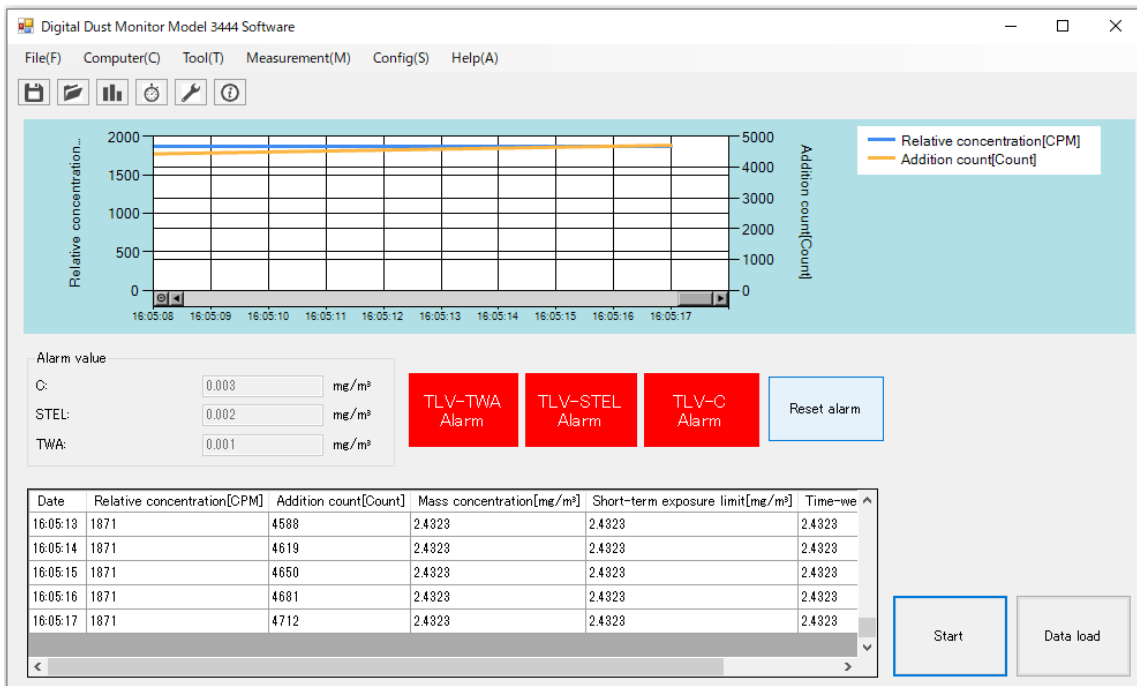 Digital Dust Monitor Model 3444 Software
File(F) Computer(C) Tool(T) Measurement(M) Config(S) Help(A)
Relative concentration...
2000
1500
1000
500
0
5000
4000
3000
2000
1000
0
Addition count[Count]
16:05:08 16:05:09 16:05:10 16:05:11 16:05:12 16:05:13 16:05:14 16:05:15 16:05:16 16:05:17
Relative concentration[CPM]
Addition count[Count]
Alarm value
C: 0.003 mg/m³
STEL: 0.002 mg/m³
TWA: 0.001 mg/m³
TLV-TWA
Alarm
TLV-STEL
Alarm
TLV-C
Alarm
Reset alarm
Date Relative concentration[CPM] Addition count[Count] Mass concentration[mg/m³] Short-term exposure limit[mg/m³] Time-we
16:05:13 1871 4588 2.4323 2.4323 2.4323
16:05:14 1871 4619 2.4323 2.4323 2.4323
16:05:15 1871 4650 2.4323 2.4323 2.4323
16:05:16 1871 4681 2.4323 2.4323 2.4323
16:05:17 1871 4712 2.4323 2.4323 2.4323
Start
Data load